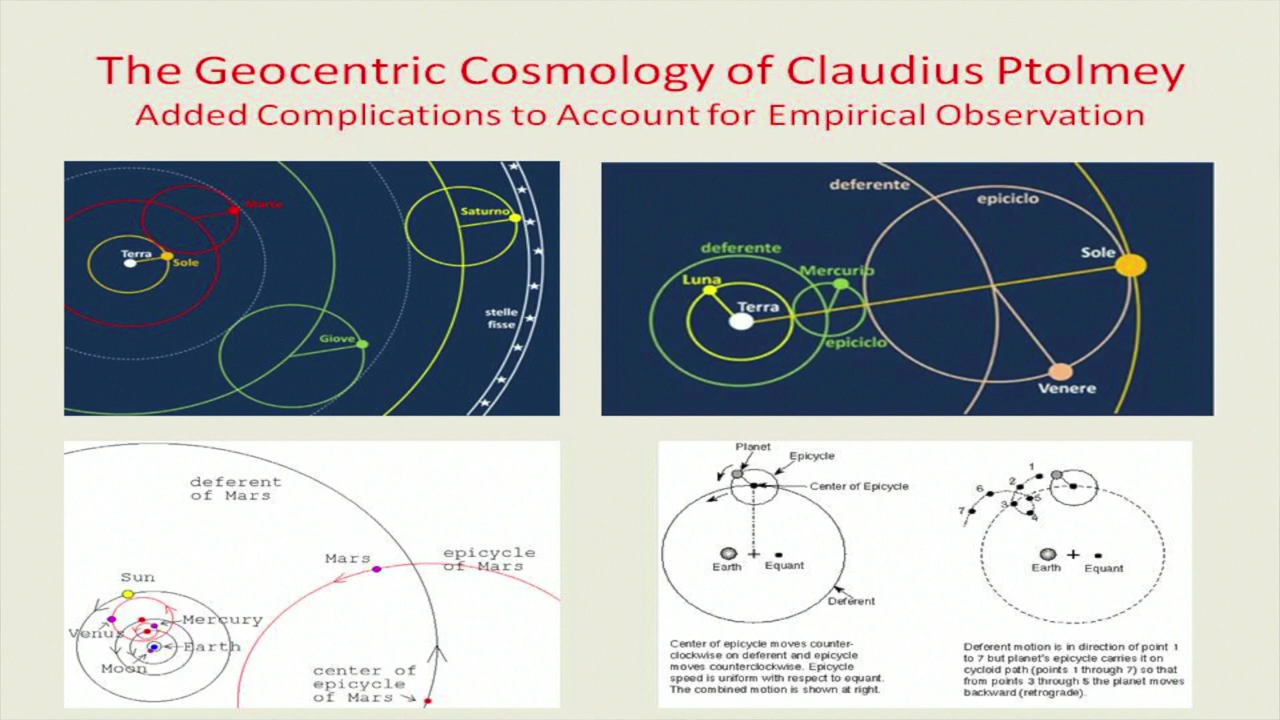 The Geocentric Cosmology of Claudius Ptolmey
Added Complications to Account for Empirical Observation
Marte
Terra
Sole
Saturno
stelle
fisse
Giove
deferente
epiciclo
deferente
Sole
Luna
Mercurio
Terra
epiciclo
Venere
deferent
of Mars
Mars
epicycle
of Mars
Sun
Mercury
Venus
Earth
Moon
center of
epicycle
of Mars
Planet
Epicycle
Center of Epicycle
Earth
Equant
Deferent
Center of epicycle moves counter-
clockwise on deferent and epicycle
moves counterclockwise. Epicycle
speed is uniform with respect to equant.
The combined motion is shown at right.
1
2
6
5
3
7
4
Earth
Equant
Deferent motion is in direction of point 1
to 7 but planet's epicycle carries it on
cycloid path (points 1 through 7) so that
from points 3 through 5 the planet moves
backward (retrograde).